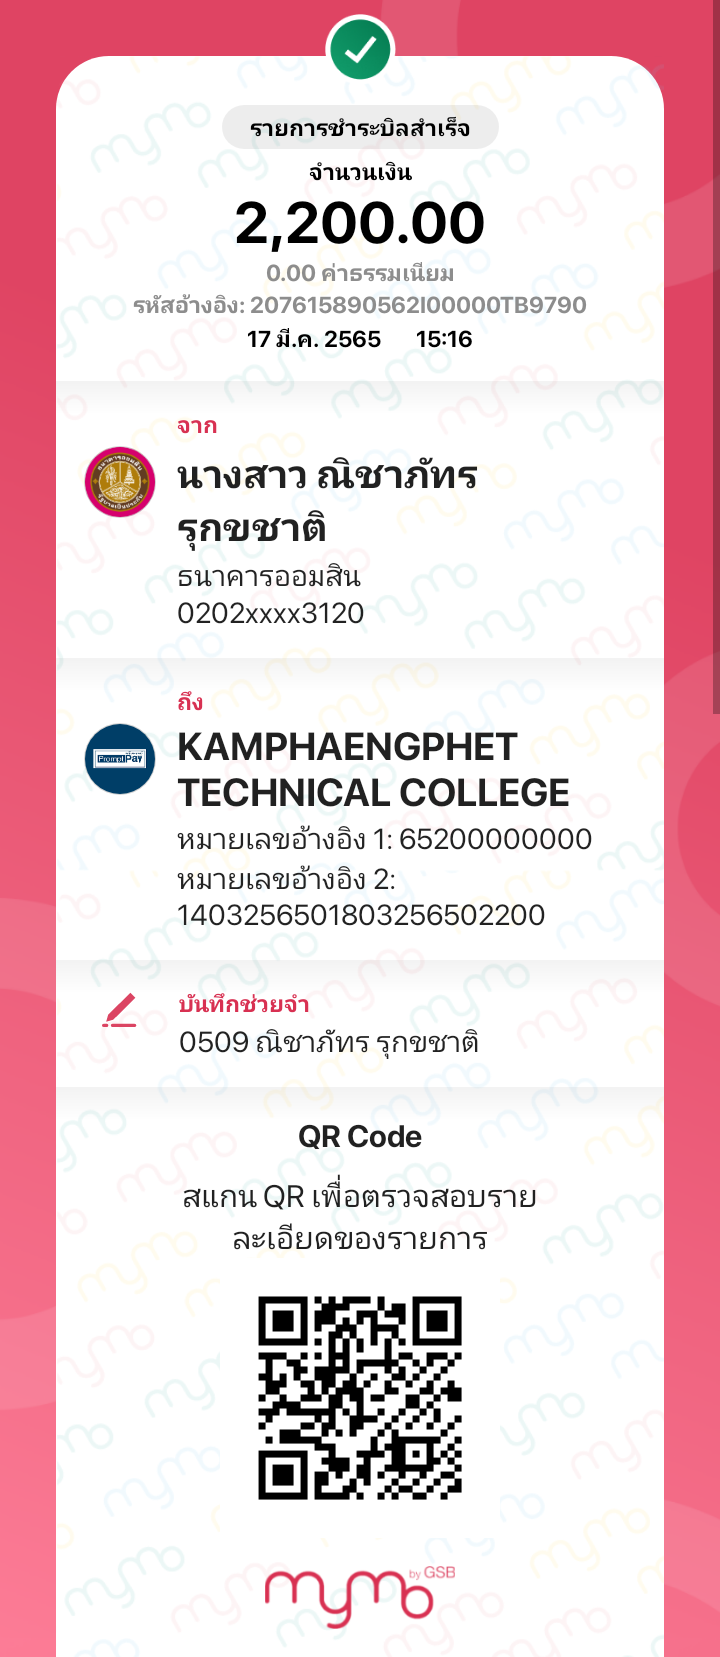 รายการชำระบิลสำเร็จ
จำนวนเงิน
2,200.00
0.00 ค่าธรรมเนียม
รหัสอ้างอิง: 207615890562I00000TB9790
17 มี.ค. 2565 15:16
จาก
นางสาว ณิชาภัทร
รุกขชาติ
ธนาคารออมสิน
0202xxxx3120
ถึง
PromptPay
KAMPHAENGPHET
TECHNICAL COLLEGE
หมายเลขอ้างอิง 1: 65200000000
หมายเลขอ้างอิง 2:
1403256501803256502200
บันทึกช่วยจำ
0509 ณิชาภัทร รุกขชาติ
QR Code
สแกน QR เพื่อตรวจสอบราย
ละเอียดของรายการ
mymo by GSB